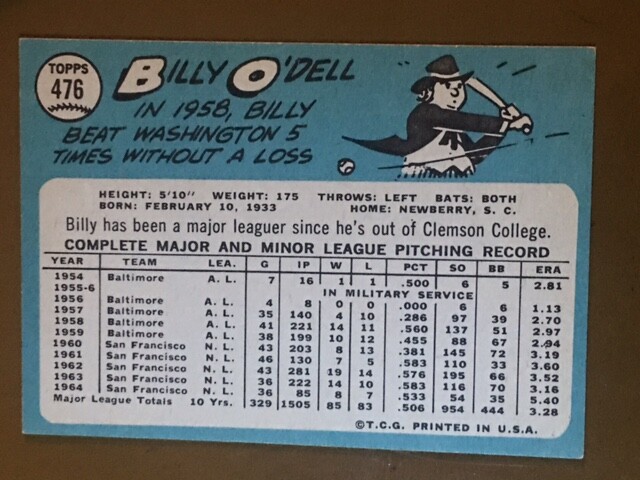 TOPPS
476
BILLY O'DELL
IN 1958, BILLY
BEAT WASHINGTON 5
TIMES WITHOUT A LOSS
HEIGHT: 5'10" WEIGHT: 175 THROWS: LEFT BATS: BOTH
BORN: FEBRUARY 10, 1933 HOME: NEWBERRY, S. C.
Billy has been a major leaguer since he's out of Clemson College.
COMPLETE MAJOR AND MINOR LEAGUE PITCHING RECORD
YEAR TEAM LEA. G IP W L PCT SO BB ERA
1954 Baltimore A. L. 7 16 1 1 .500 6 5 2.81
1955-6 IN MILITARY SERVICE
1956 Baltimore A. L. 4 8 0 0 .000 6 6 1.13
1957 Baltimore A. L. 35 140 4 10 .286 97 39 2.70
1958 Baltimore A. L. 41 221 14 11 .560 137 51 2.97
1959 Baltimore A. L. 38 199 10 12 .455 88 67 2.94
1960 San Francisco N. L. 43 203 8 13 .381 145 72 3.19
1961 San Francisco N. L. 46 130 7 5 .583 110 33 3.60
1962 San Francisco N. L. 43 281 19 14 .576 195 66 3.52
1963 San Francisco N. L. 36 222 14 10 .583 116 70 3.16
1964 San Francisco N. L. 36 85 8 7 .533 54 35 5.40
Major League Totals 10 Yrs. 329 1505 85 83 .506 954 444 3.28
©T.C.G. PRINTED IN U.S.A.